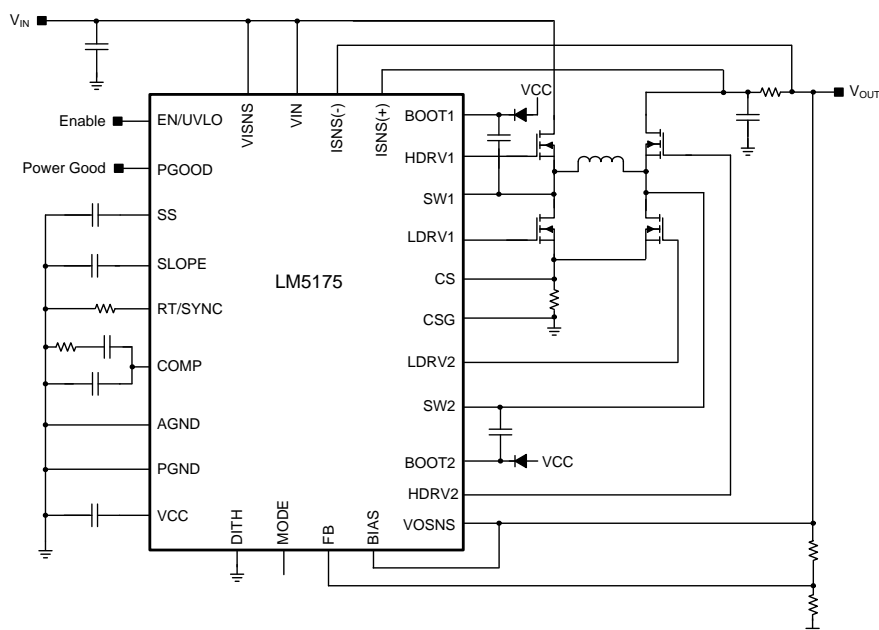 VIN
VISNS
VIN
ISNS(-)
ISNS(+)
VCC
VOUT
Enable
EN/UVLO
BOOT1
Power Good
PGOOD
HDRV1
SS
SW1
LDRV1
SLOPE
LM5175
CS
RT/SYNC
CSG
COMP
LDRV2
SW2
AGND
PGND
BOOT2
VCC
HDRV2
VCC
VOSNS
DITH
MODE
FB
BIAS